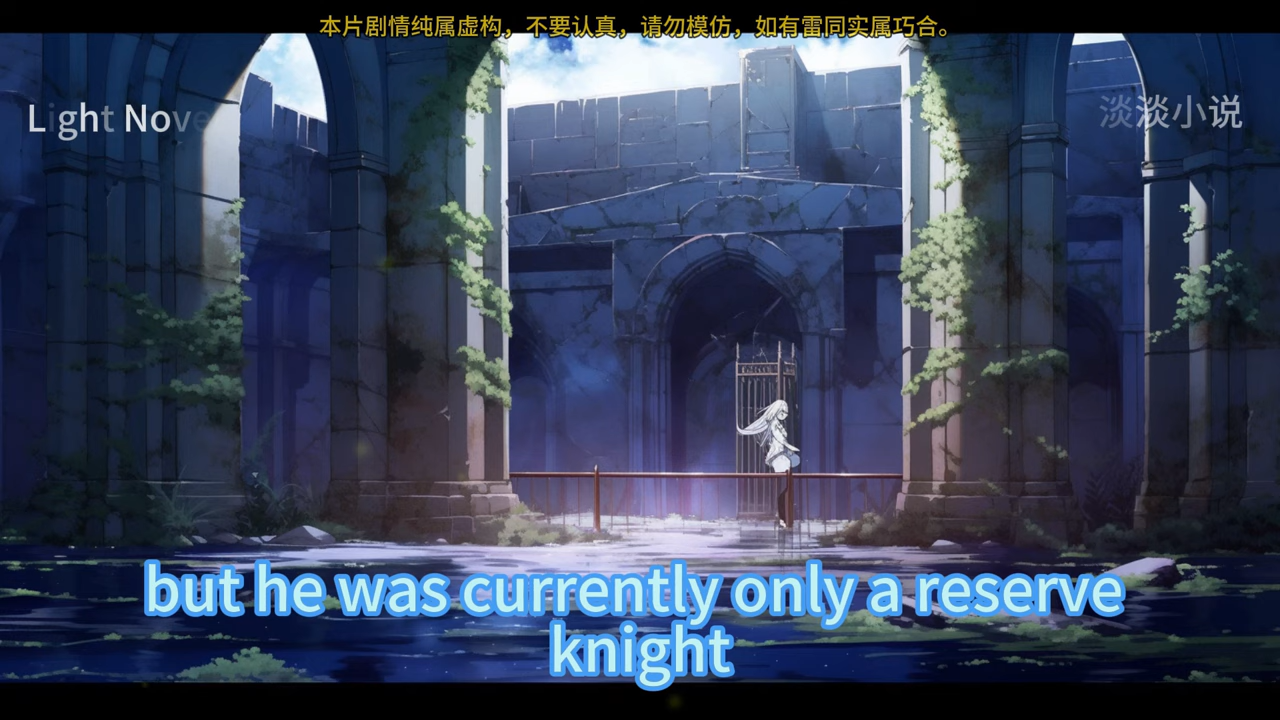 本片剧情纯属虚构，不要认真，请勿模仿，如有雷同实属巧合。
Light Nove
淡淡小说
but he was currently only a reserve
knight